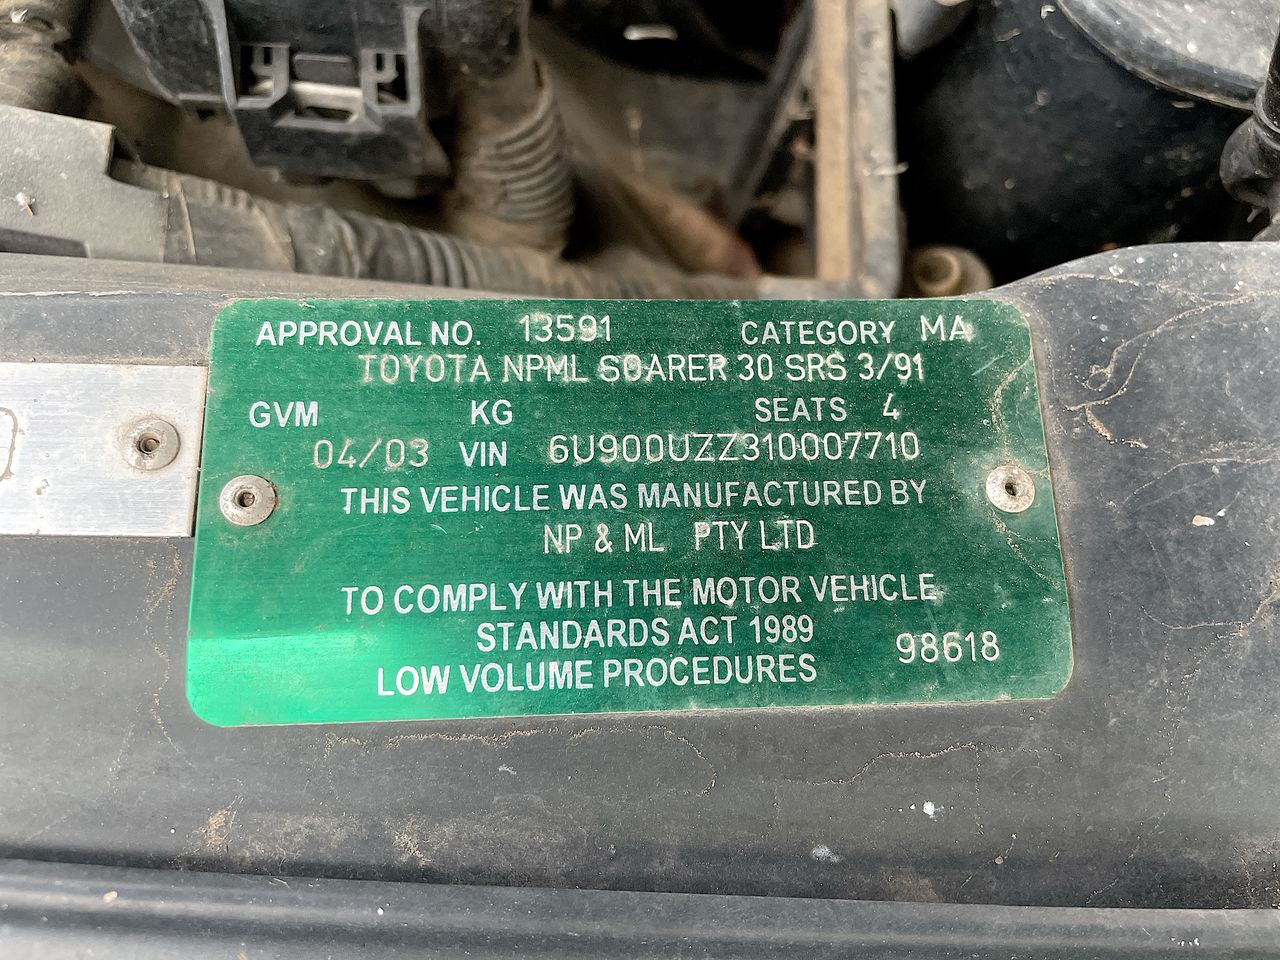 APPROVAL NO. 13591 CATEGORY MA
TOYOTA NPML SOARER 30 SRS 3/91
GVM KG SEATS 4
04/03 VIN 6U900UZZ310007710
THIS VEHICLE WAS MANUFACTURED BY
NP & ML PTY LTD
TO COMPLY WITH THE MOTOR VEHICLE
STANDARDS ACT 1989
98618
LOW VOLUME PROCEDURES